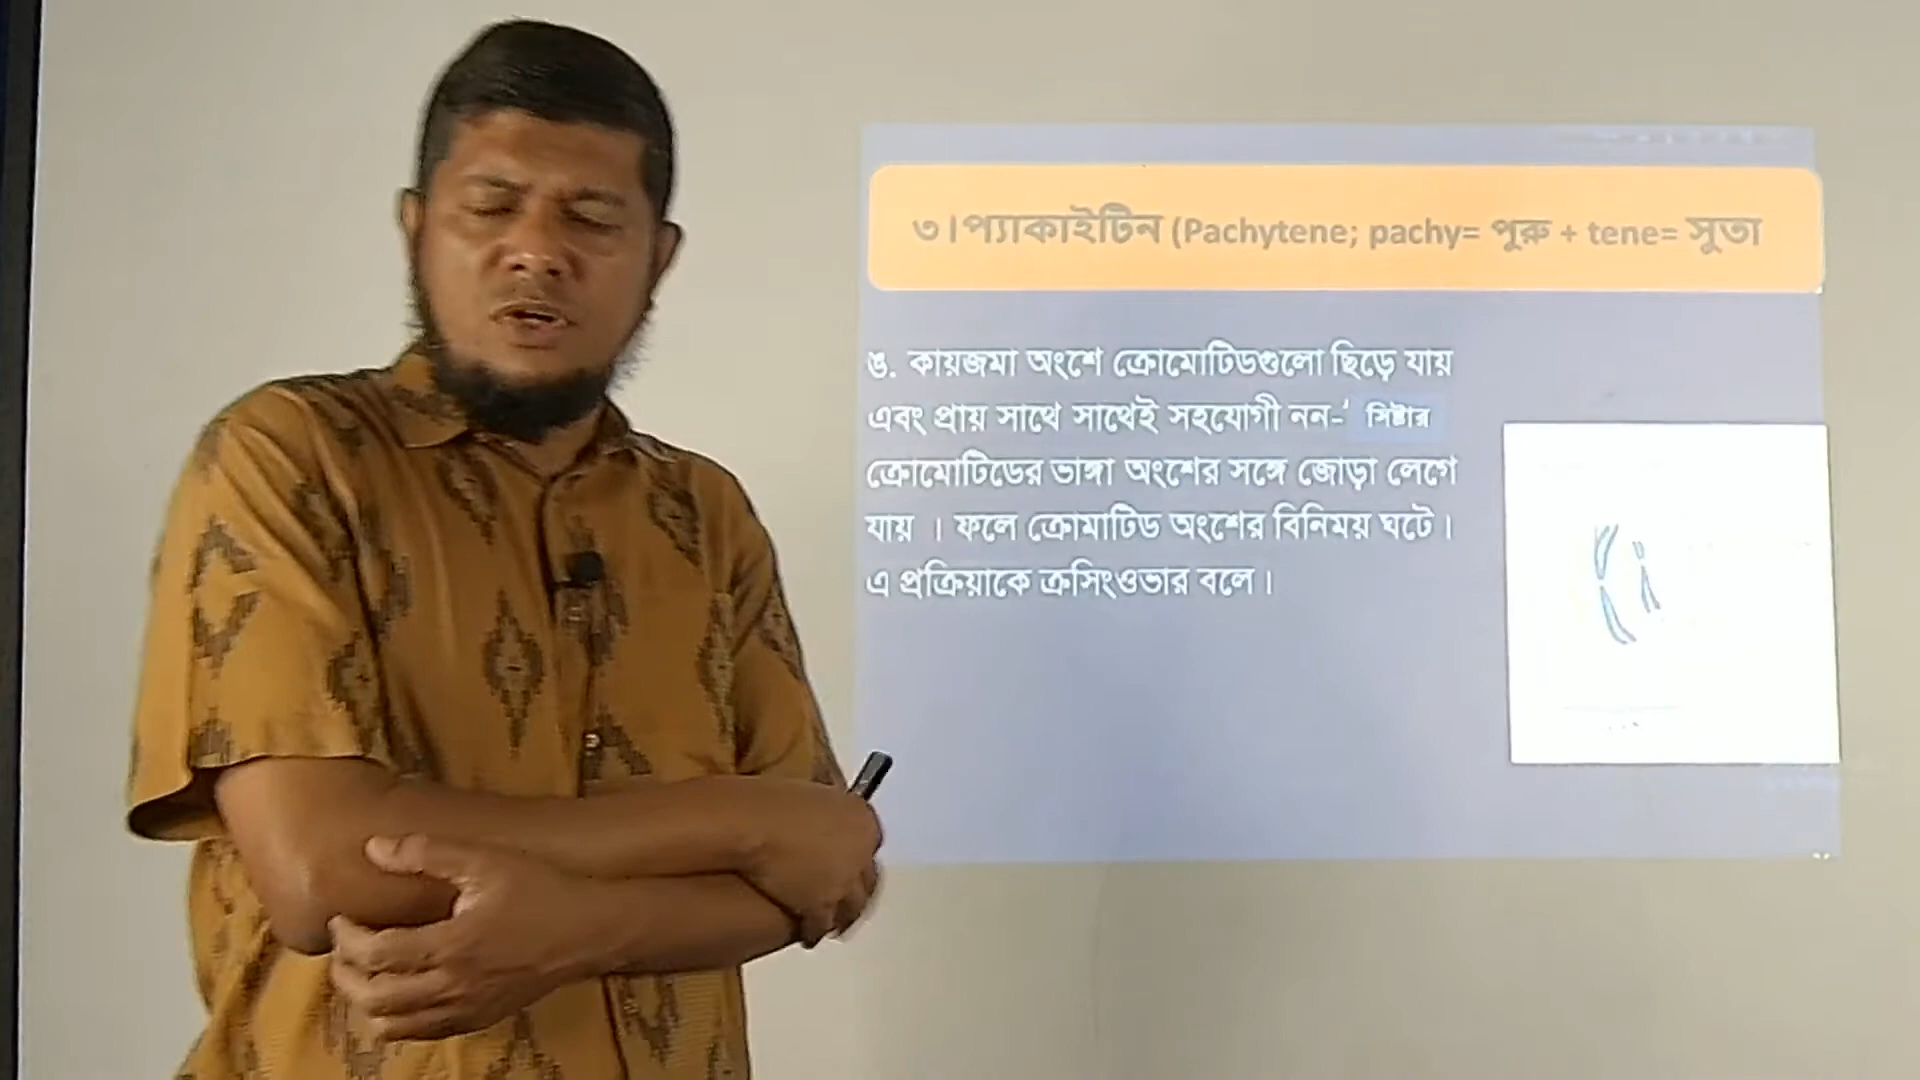 ৩।প্যাকাইটিন (Pachytene; pachy= পুরু + tene= সুতা
ঙ. কায়জমা অংশে ক্রোমোটিডগুলো ছিড়ে যায়
এবং প্রায় সাথে সাথেই সহযোগী নন-' সিষ্টার
ক্রোমোটিডের ভাঙ্গা অংশের সঙ্গে জোড়া লেগে
যায় । ফলে ক্রোমাটিড অংশের বিনিময় ঘটে।
এ প্রক্রিয়াকে ক্রসিংওভার বলে।